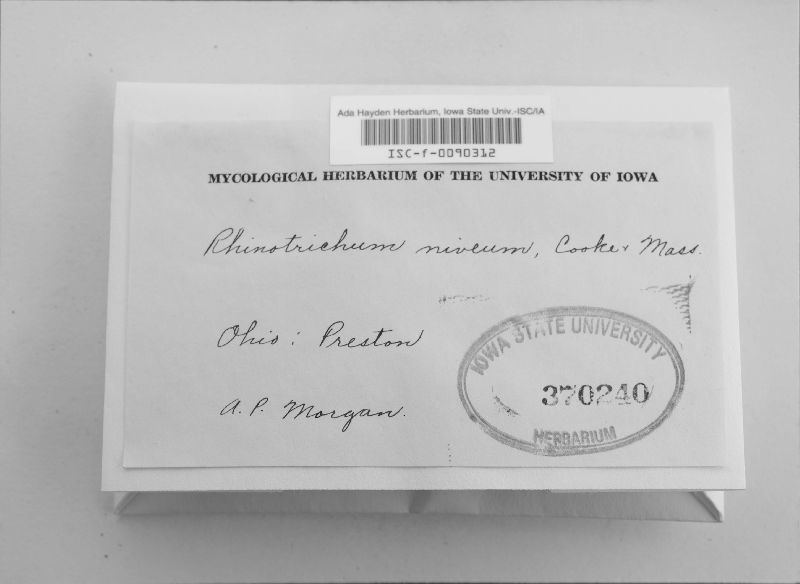 Ada Hayden Herbarium, Iowa State Univ.-ISC/IA
ISC-f-0090312
MYCOLOGICAL HERBARIUM OF THE UNIVERSITY OF IOWA
Rhinotrichum niveum, Cooke & Mass.
Ohio: Preston
A. P. Morgan.
IOWA STATE UNIVERSITY
370240
HERBARIUM